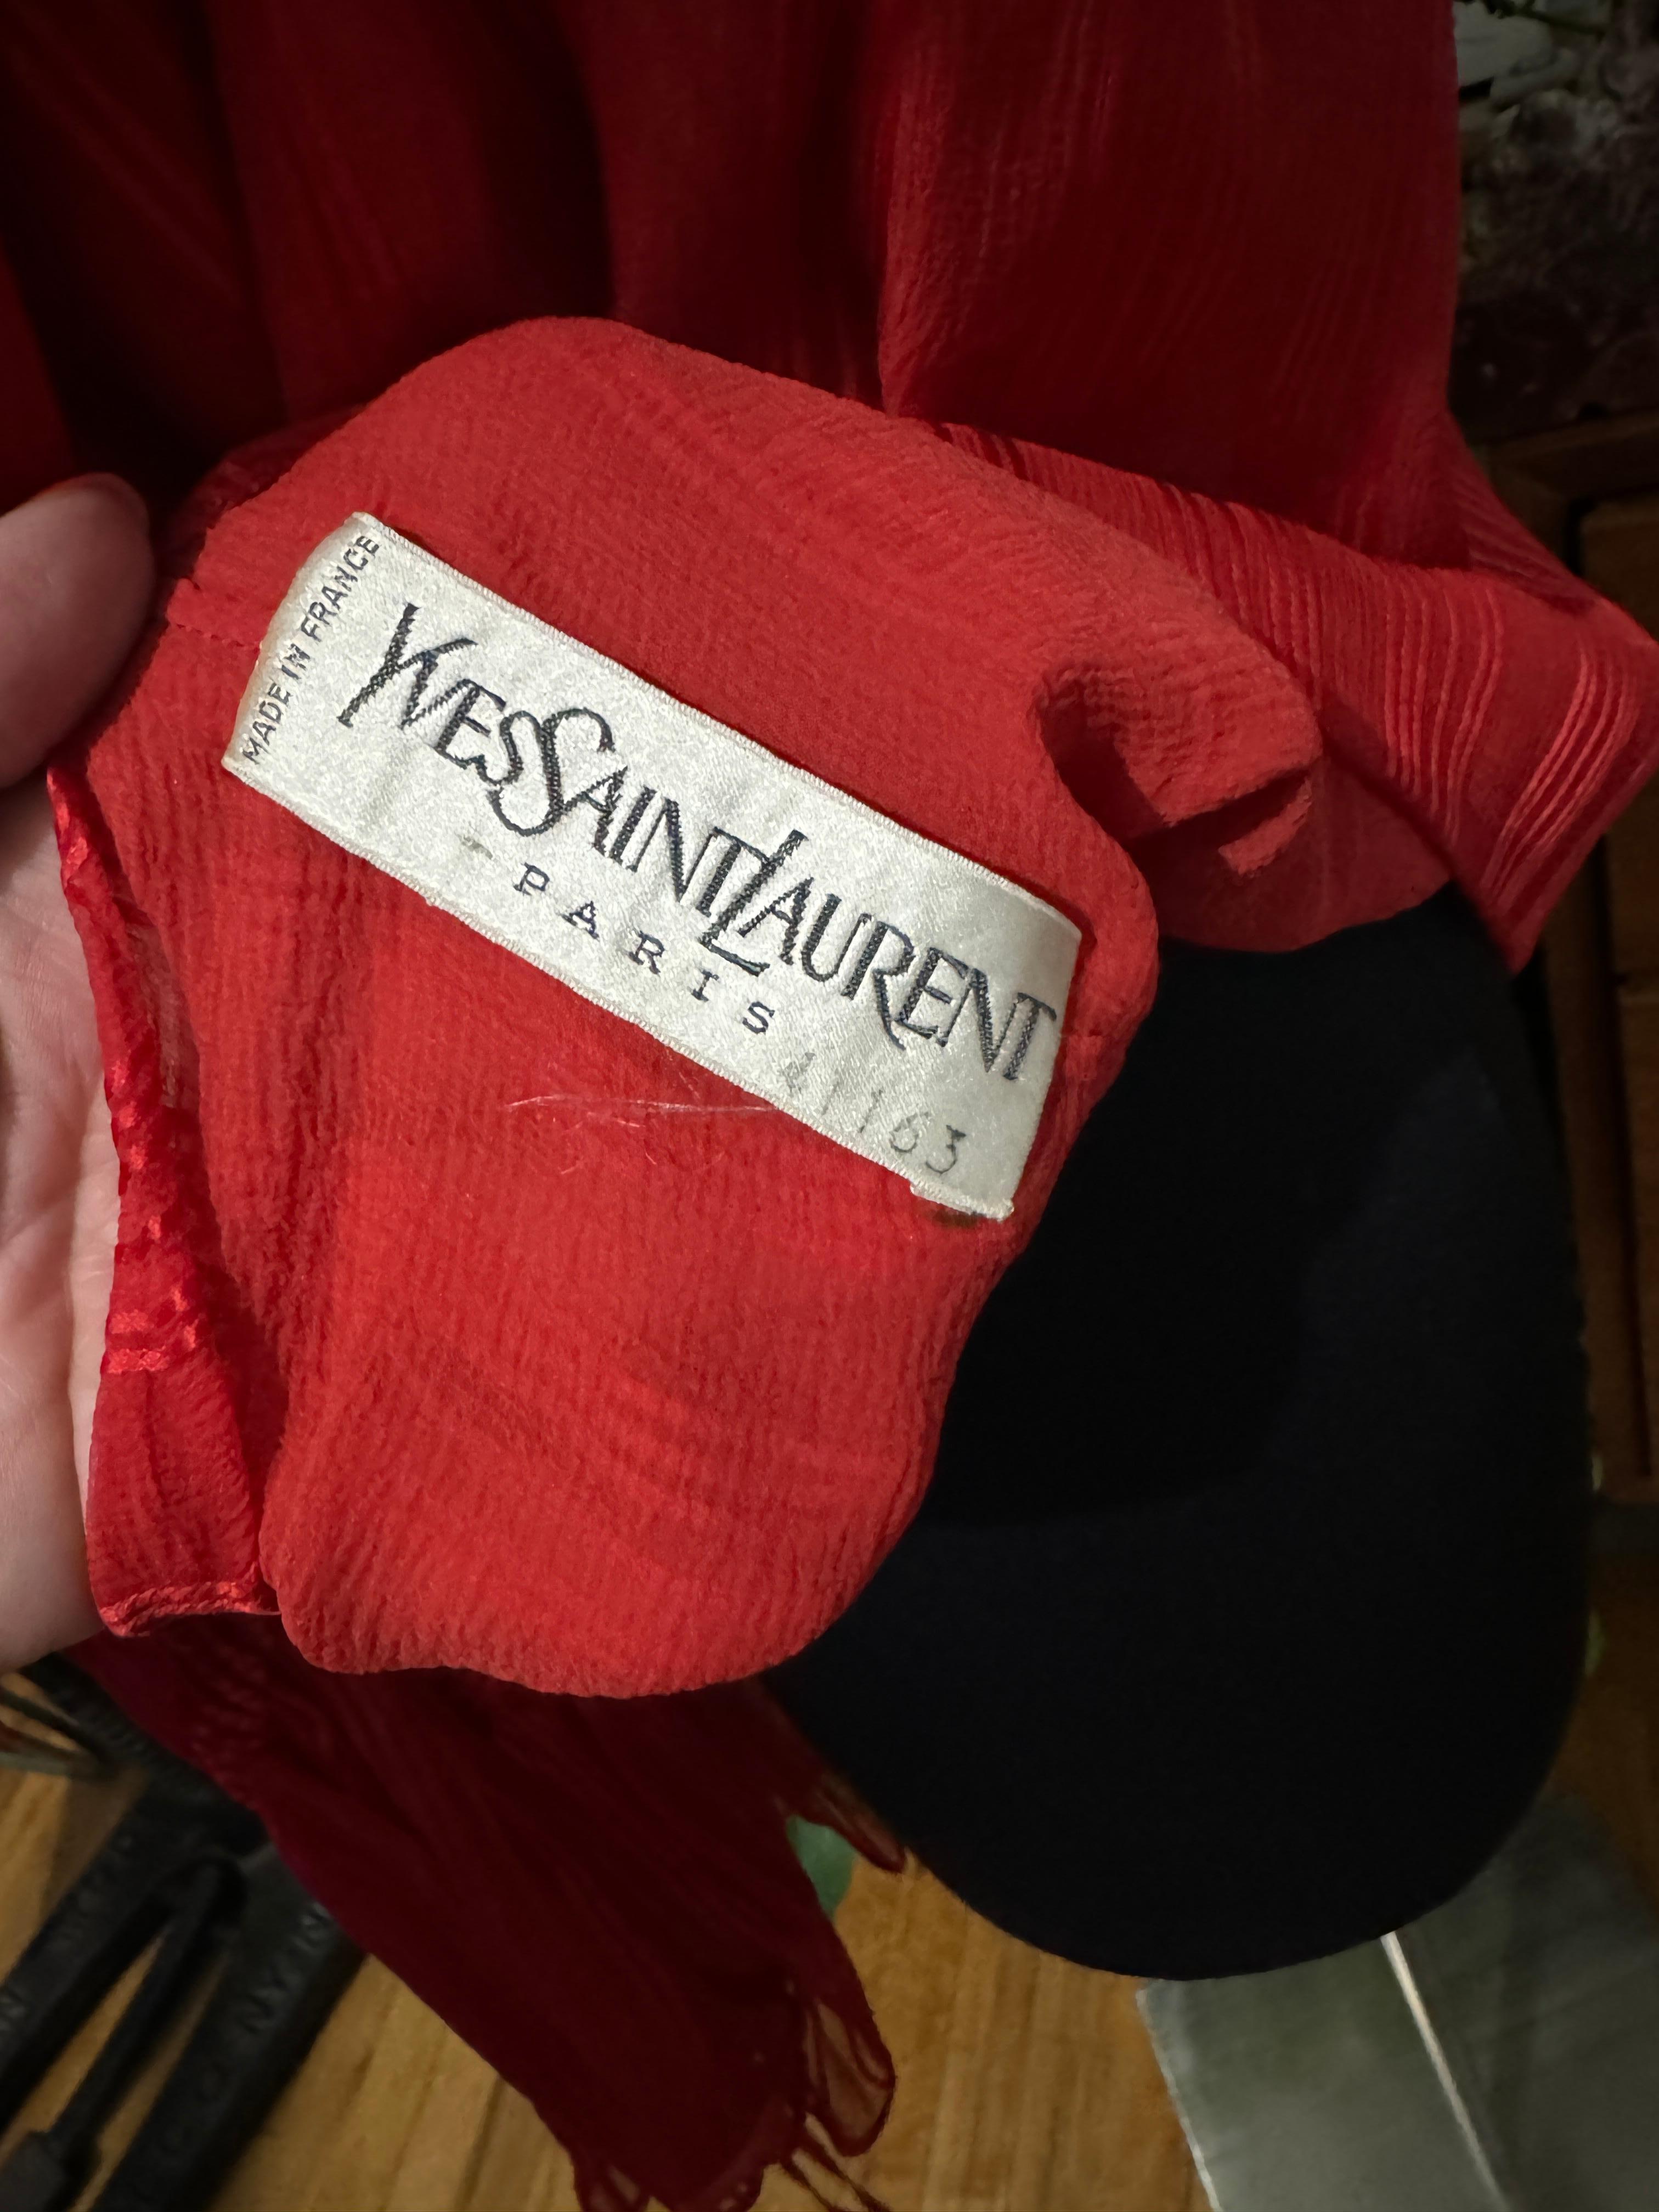 MADE IN FRANCE
YVES SAINT LAURENT
PARIS
41163